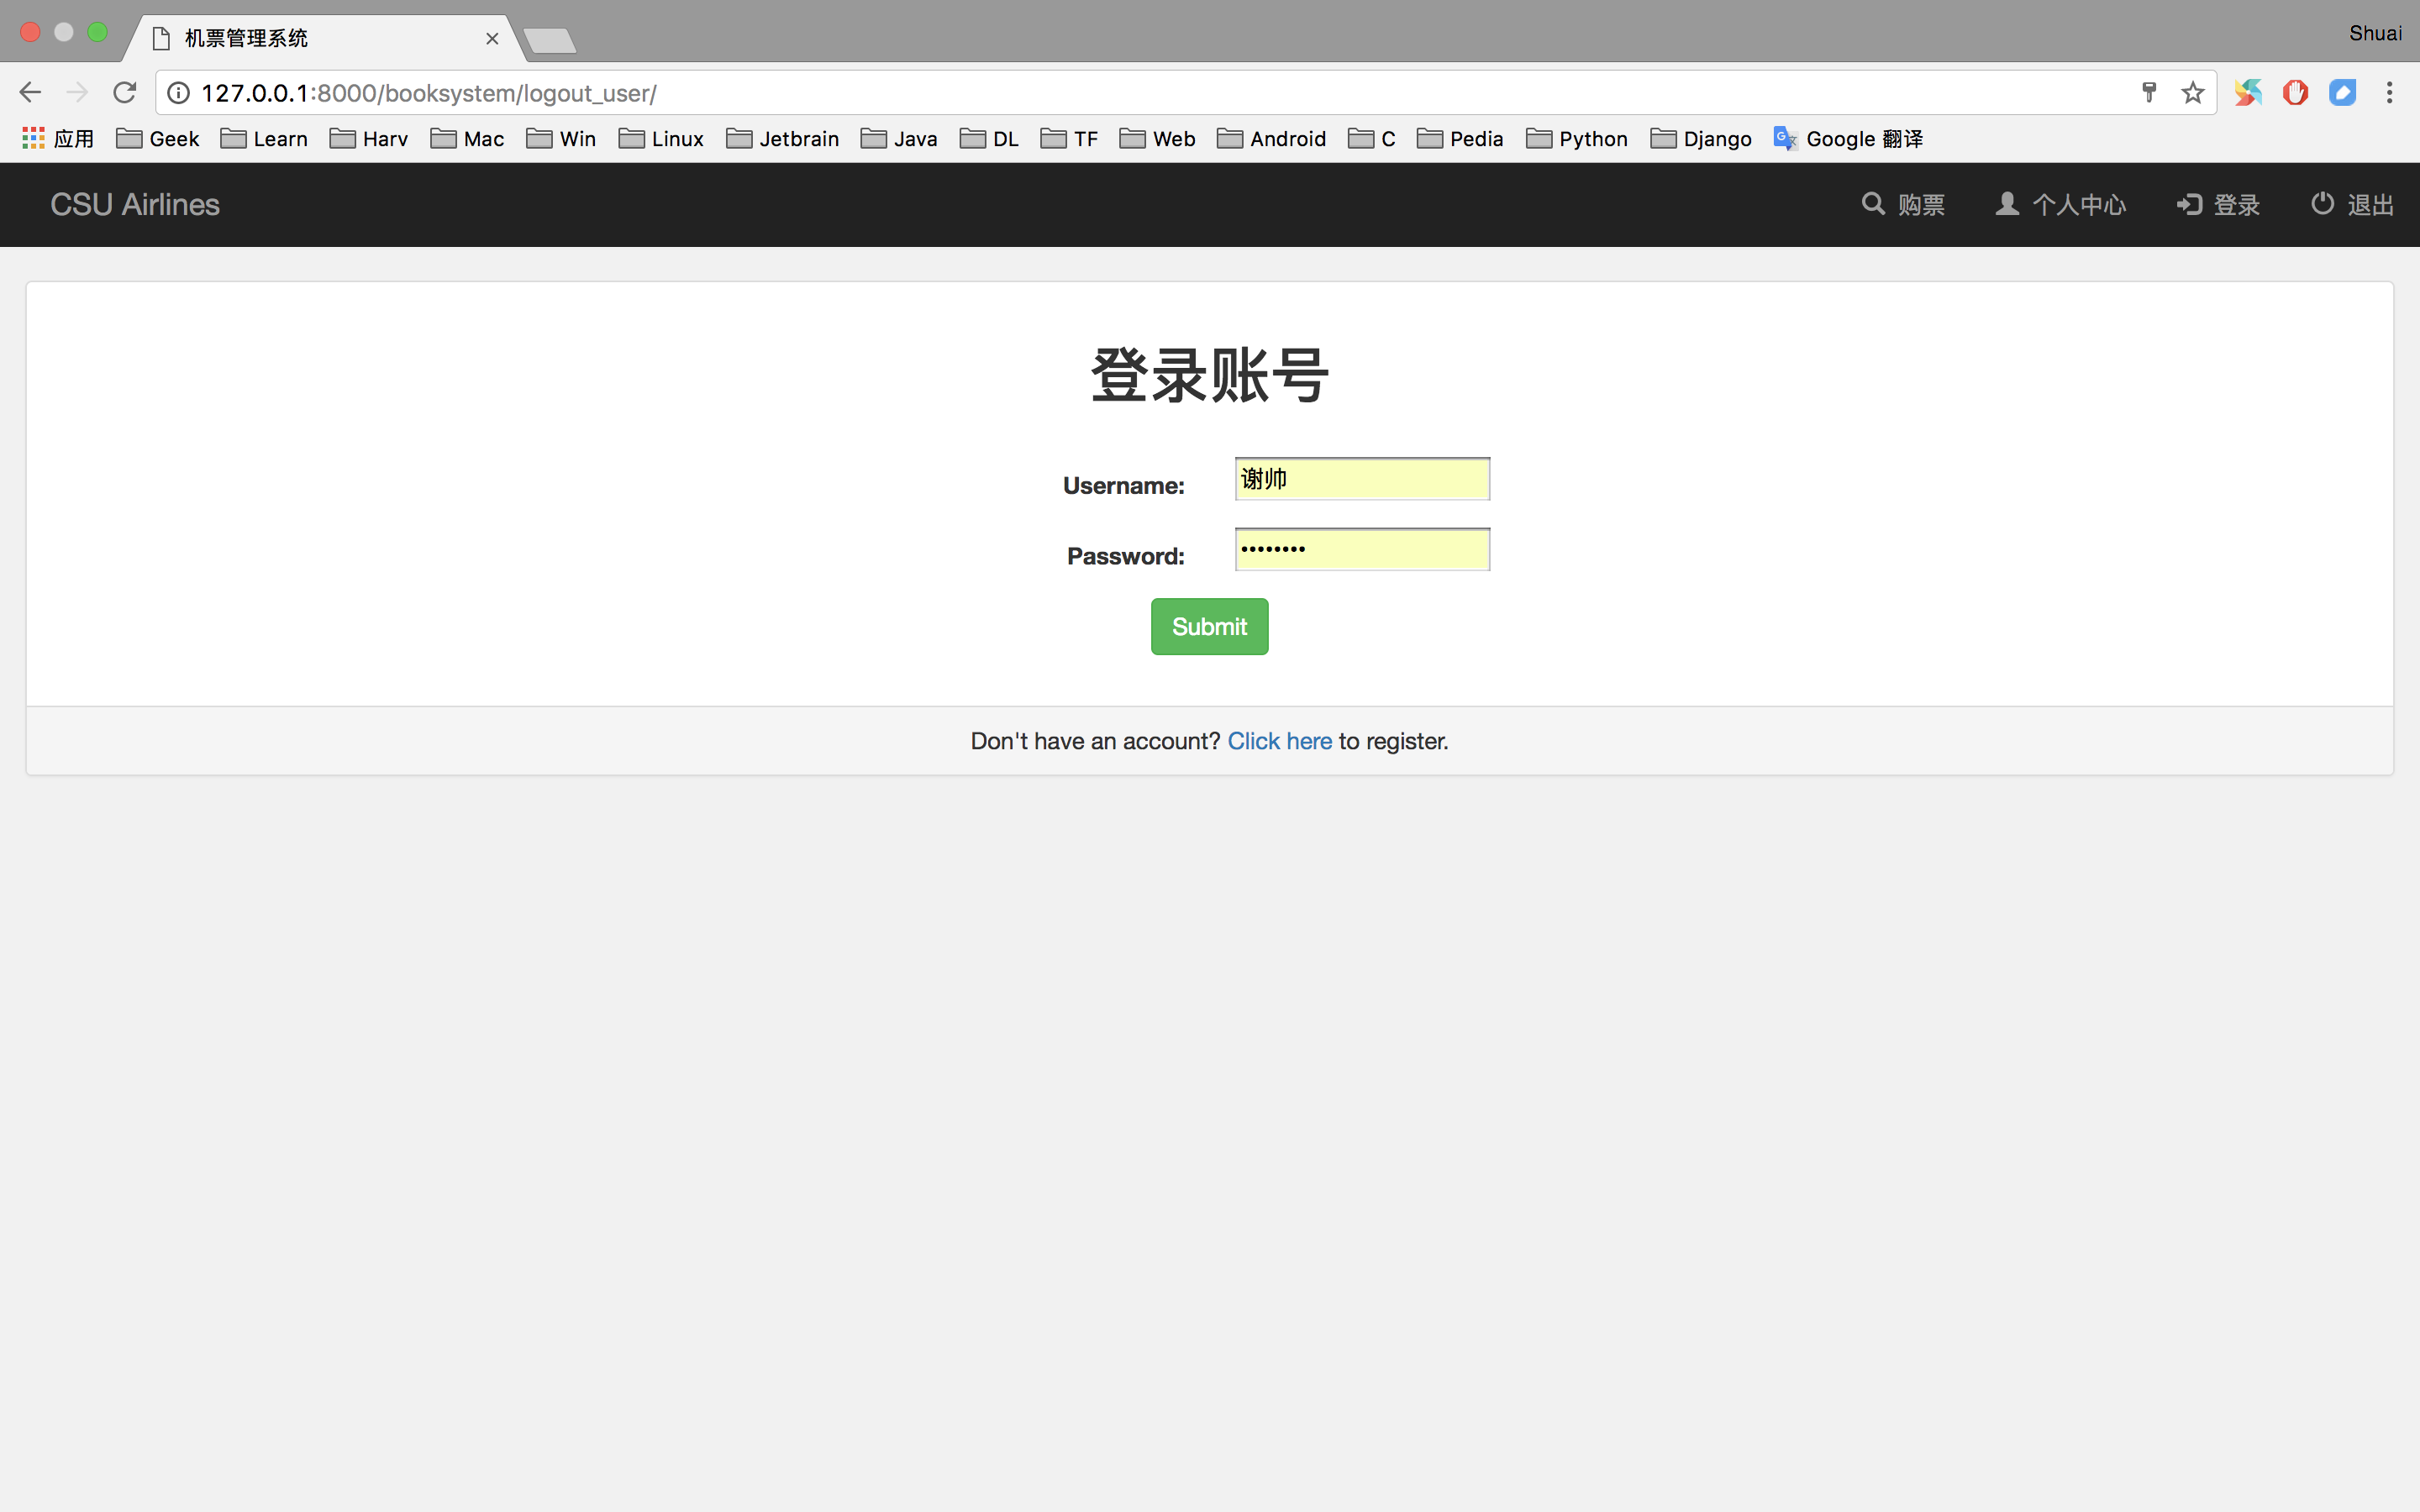 机票管理系统
Shuai
127.0.0.1:8000/booksystem/logout_user/
应用 Geek Learn Harv Mac Win Linux Jetbrain Java DL TF Web Android C Pedia Python Django Google 翻译
CSU Airlines 购票 个人中心 登录 退出
登录账号
Username: 谢帅
Password: ••••••••
Submit
Don't have an account? Click here to register.